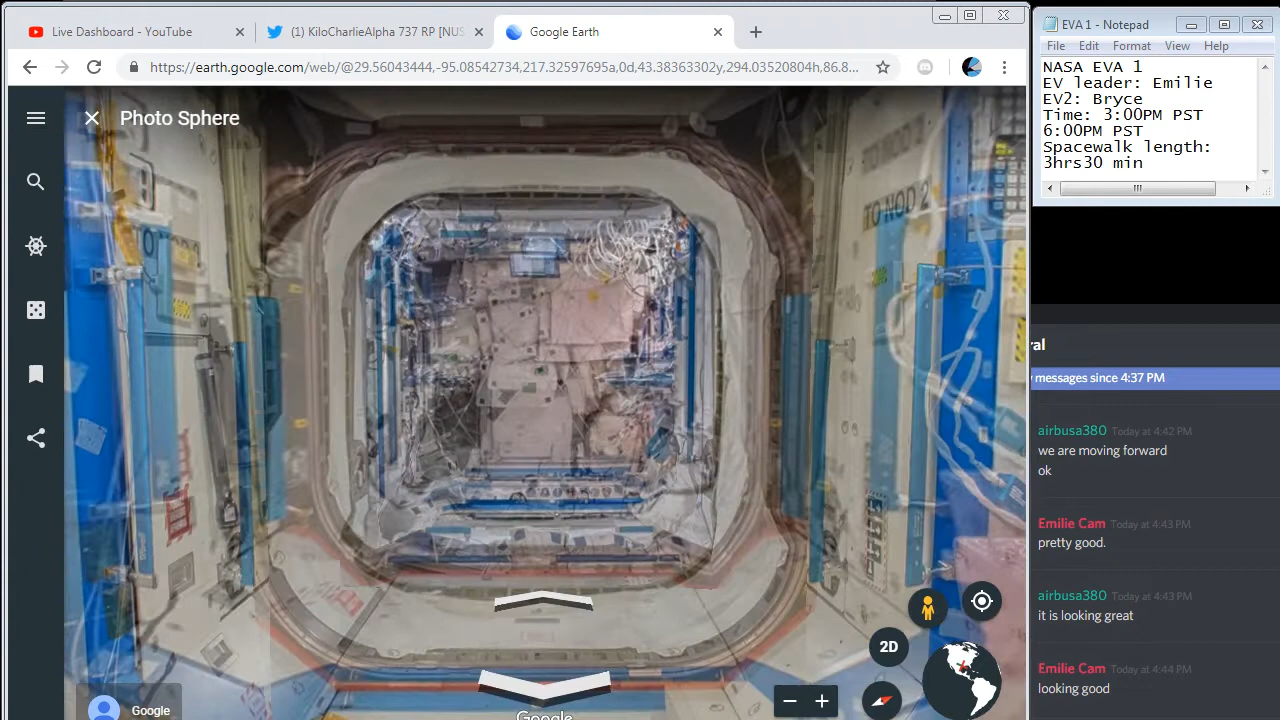 Live Dashboard - YouTube
(1) KiloCharlieAlpha 737 RP [NUS
Google Earth
https://earth.google.com/web/@29.56043444,-95.08542734,217.32597695a,0d,43.38363302y,294.03520804h,86.8...
Photo Sphere
TO NOD 2
2D
Google
Google
EVA 1 - Notepad
File Edit Format View Help
NASA EVA 1
EV leader: Emilie
EV2: Bryce
Time: 3:00PM PST
6:00PM PST
Spacewalk length:
3hrs30 min
ral
messages since 4:37 PM
airbusa380 Today at 4:42 PM
we are moving forward
ok
Emilie Cam Today at 4:43 PM
pretty good.
airbusa380 Today at 4:43 PM
it is looking great
Emilie Cam Today at 4:44 PM
looking good